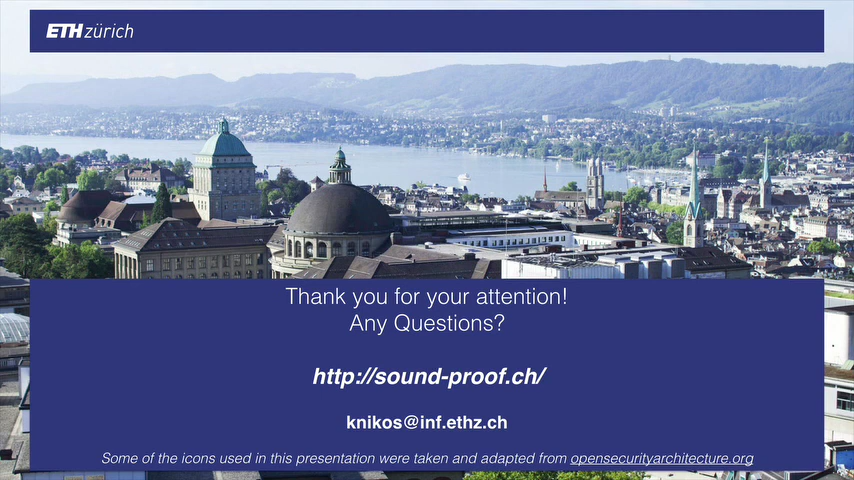 ETH zürich
Thank you for your attention!
Any Questions?
http://sound-proof.ch/
knikos@inf.ethz.ch
Some of the icons used in this presentation were taken and adapted from opensecurityarchitecture.org